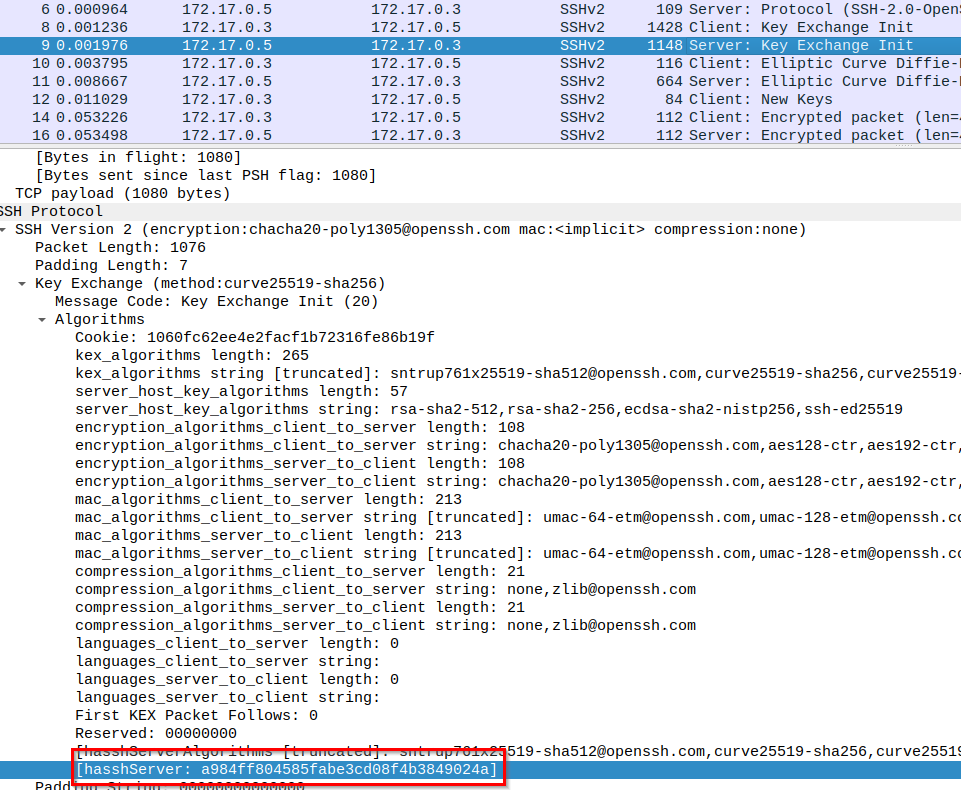 6 0.000964 172.17.0.5 172.17.0.3 SSHv2 109 Server: Protocol (SSH-2.0-OpenS
8 0.001236 172.17.0.3 172.17.0.5 SSHv2 1428 Client: Key Exchange Init
9 0.001976 172.17.0.5 172.17.0.3 SSHv2 1148 Server: Key Exchange Init
10 0.003795 172.17.0.3 172.17.0.5 SSHv2 116 Client: Elliptic Curve Diffie-
11 0.008667 172.17.0.5 172.17.0.3 SSHv2 664 Server: Elliptic Curve Diffie-
12 0.011029 172.17.0.3 172.17.0.5 SSHv2 84 Client: New Keys
14 0.053226 172.17.0.3 172.17.0.5 SSHv2 112 Client: Encrypted packet (len=
16 0.053498 172.17.0.5 172.17.0.3 SSHv2 112 Server: Encrypted packet (len=
[Bytes in flight: 1080]
[Bytes sent since last PSH flag: 1080]
TCP payload (1080 bytes)
SSH Protocol
SSH Version 2 (encryption:chacha20-poly1305@openssh.com mac:<implicit> compression:none)
Packet Length: 1076
Padding Length: 7
Key Exchange (method:curve25519-sha256)
Message Code: Key Exchange Init (20)
Algorithms
Cookie: 1060fc62ee4e2facf1b72316fe86b19f
kex_algorithms length: 265
kex_algorithms string [truncated]: sntrup761x25519-sha512@openssh.com,curve25519-sha256,curve25519-
server_host_key_algorithms length: 57
server_host_key_algorithms string: rsa-sha2-512,rsa-sha2-256,ecdsa-sha2-nistp256,ssh-ed25519
encryption_algorithms_client_to_server length: 108
encryption_algorithms_client_to_server string: chacha20-poly1305@openssh.com,aes128-ctr,aes192-ctr,
encryption_algorithms_server_to_client length: 108
encryption_algorithms_server_to_client string: chacha20-poly1305@openssh.com,aes128-ctr,aes192-ctr,
mac_algorithms_client_to_server length: 213
mac_algorithms_client_to_server string [truncated]: umac-64-etm@openssh.com,umac-128-etm@openssh.co
mac_algorithms_server_to_client length: 213
mac_algorithms_server_to_client string [truncated]: umac-64-etm@openssh.com,umac-128-etm@openssh.co
compression_algorithms_client_to_server length: 21
compression_algorithms_client_to_server string: none,zlib@openssh.com
compression_algorithms_server_to_client length: 21
compression_algorithms_server_to_client string: none,zlib@openssh.com
languages_client_to_server length: 0
languages_client_to_server string:
languages_server_to_client length: 0
languages_server_to_client string:
First KEX Packet Follows: 0
Reserved: 00000000
[hasshServerAlgorithms [truncated]: sntrup761x25519-sha512@openssh.com,curve25519-sha256,curve2551
[hasshServer: a984ff804585fabe3cd08f4b3849024a]
Padding String: 00000000000000